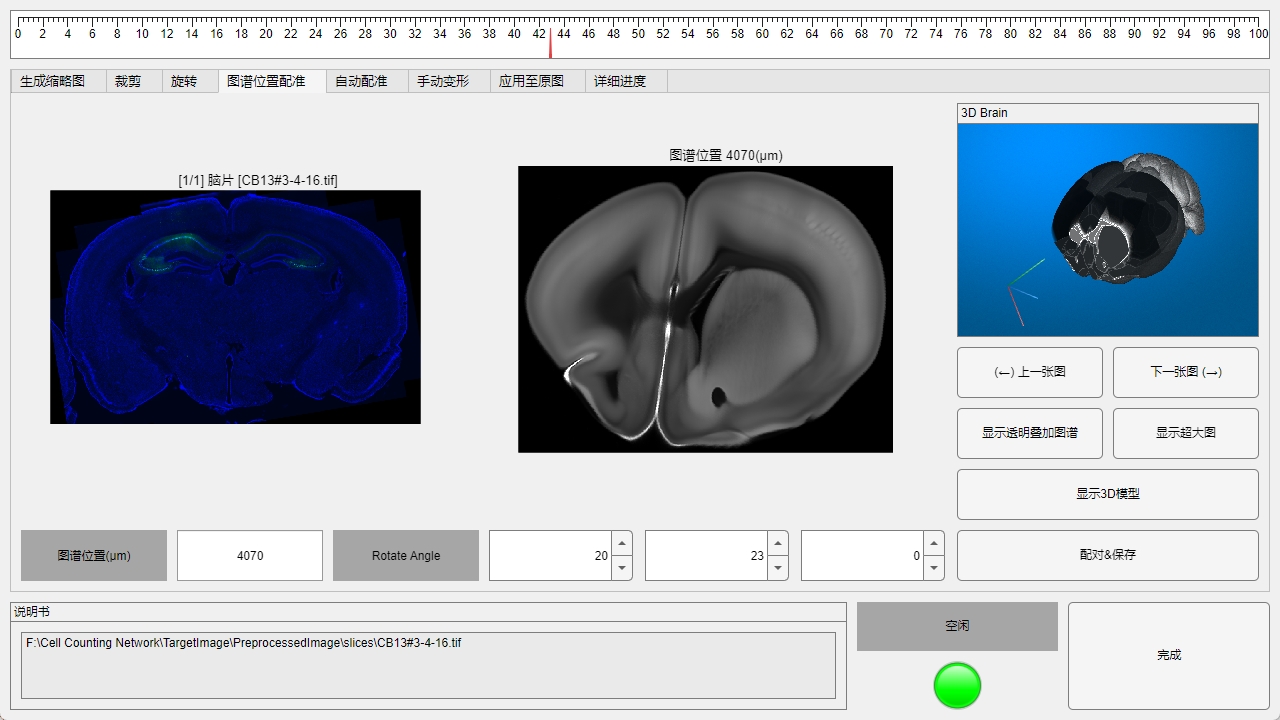 0 2 4 6 8 10 12 14 16 18 20 22 24 26 28 30 32 34 36 38 40 42 44 46 48 50 52 54 56 58 60 62 64 66 68 70 72 74 76 78 80 82 84 86 88 90 92 94 96 98 100
生成缩略图 裁剪 旋转 图谱位置配准 自动配准 手动变形 应用至原图 详细进度
3D Brain
图谱位置 4070(μm)
[1/1] 脑片 [CB13#3-4-16.tif]
(←) 上一张图 下一张图 (→)
显示透明叠加图谱 显示超大图
显示3D模型
图谱位置(μm) 4070 Rotate Angle 20 23 0 配对&保存
说明书
F:\Cell Counting Network\TargetImage\PreprocessedImage\slices\CB13#3-4-16.tif
空闲
完成